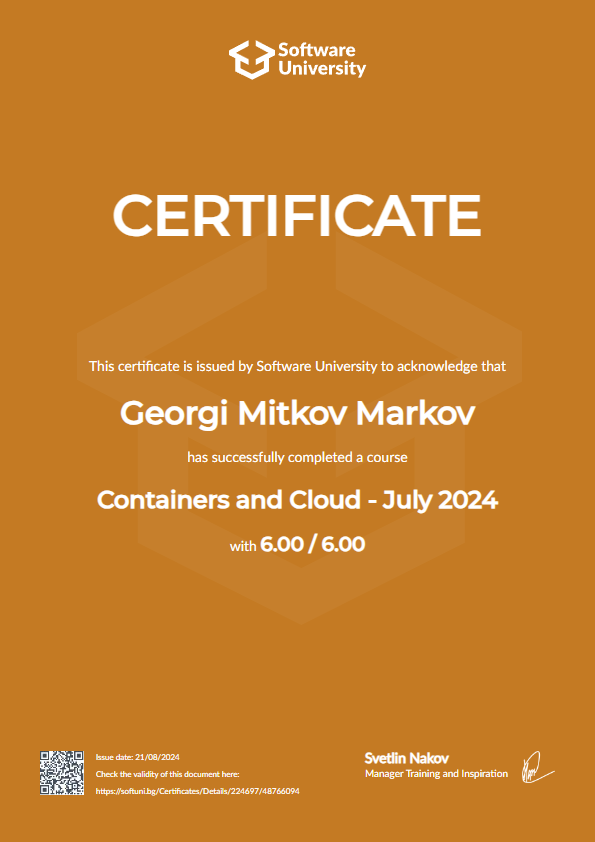 Software
University
CERTIFICATE
This certificate is issued by Software University to acknowledge that
Georgi Mitkov Markov
has successfully completed a course
Containers and Cloud - July 2024
with 6.00 / 6.00
Issue date: 21/08/2024
Check the validity of this document here:
https://softuni.bg/Certificates/Details/224697/48766094
Svetlin Nakov
Manager Training and Inspiration